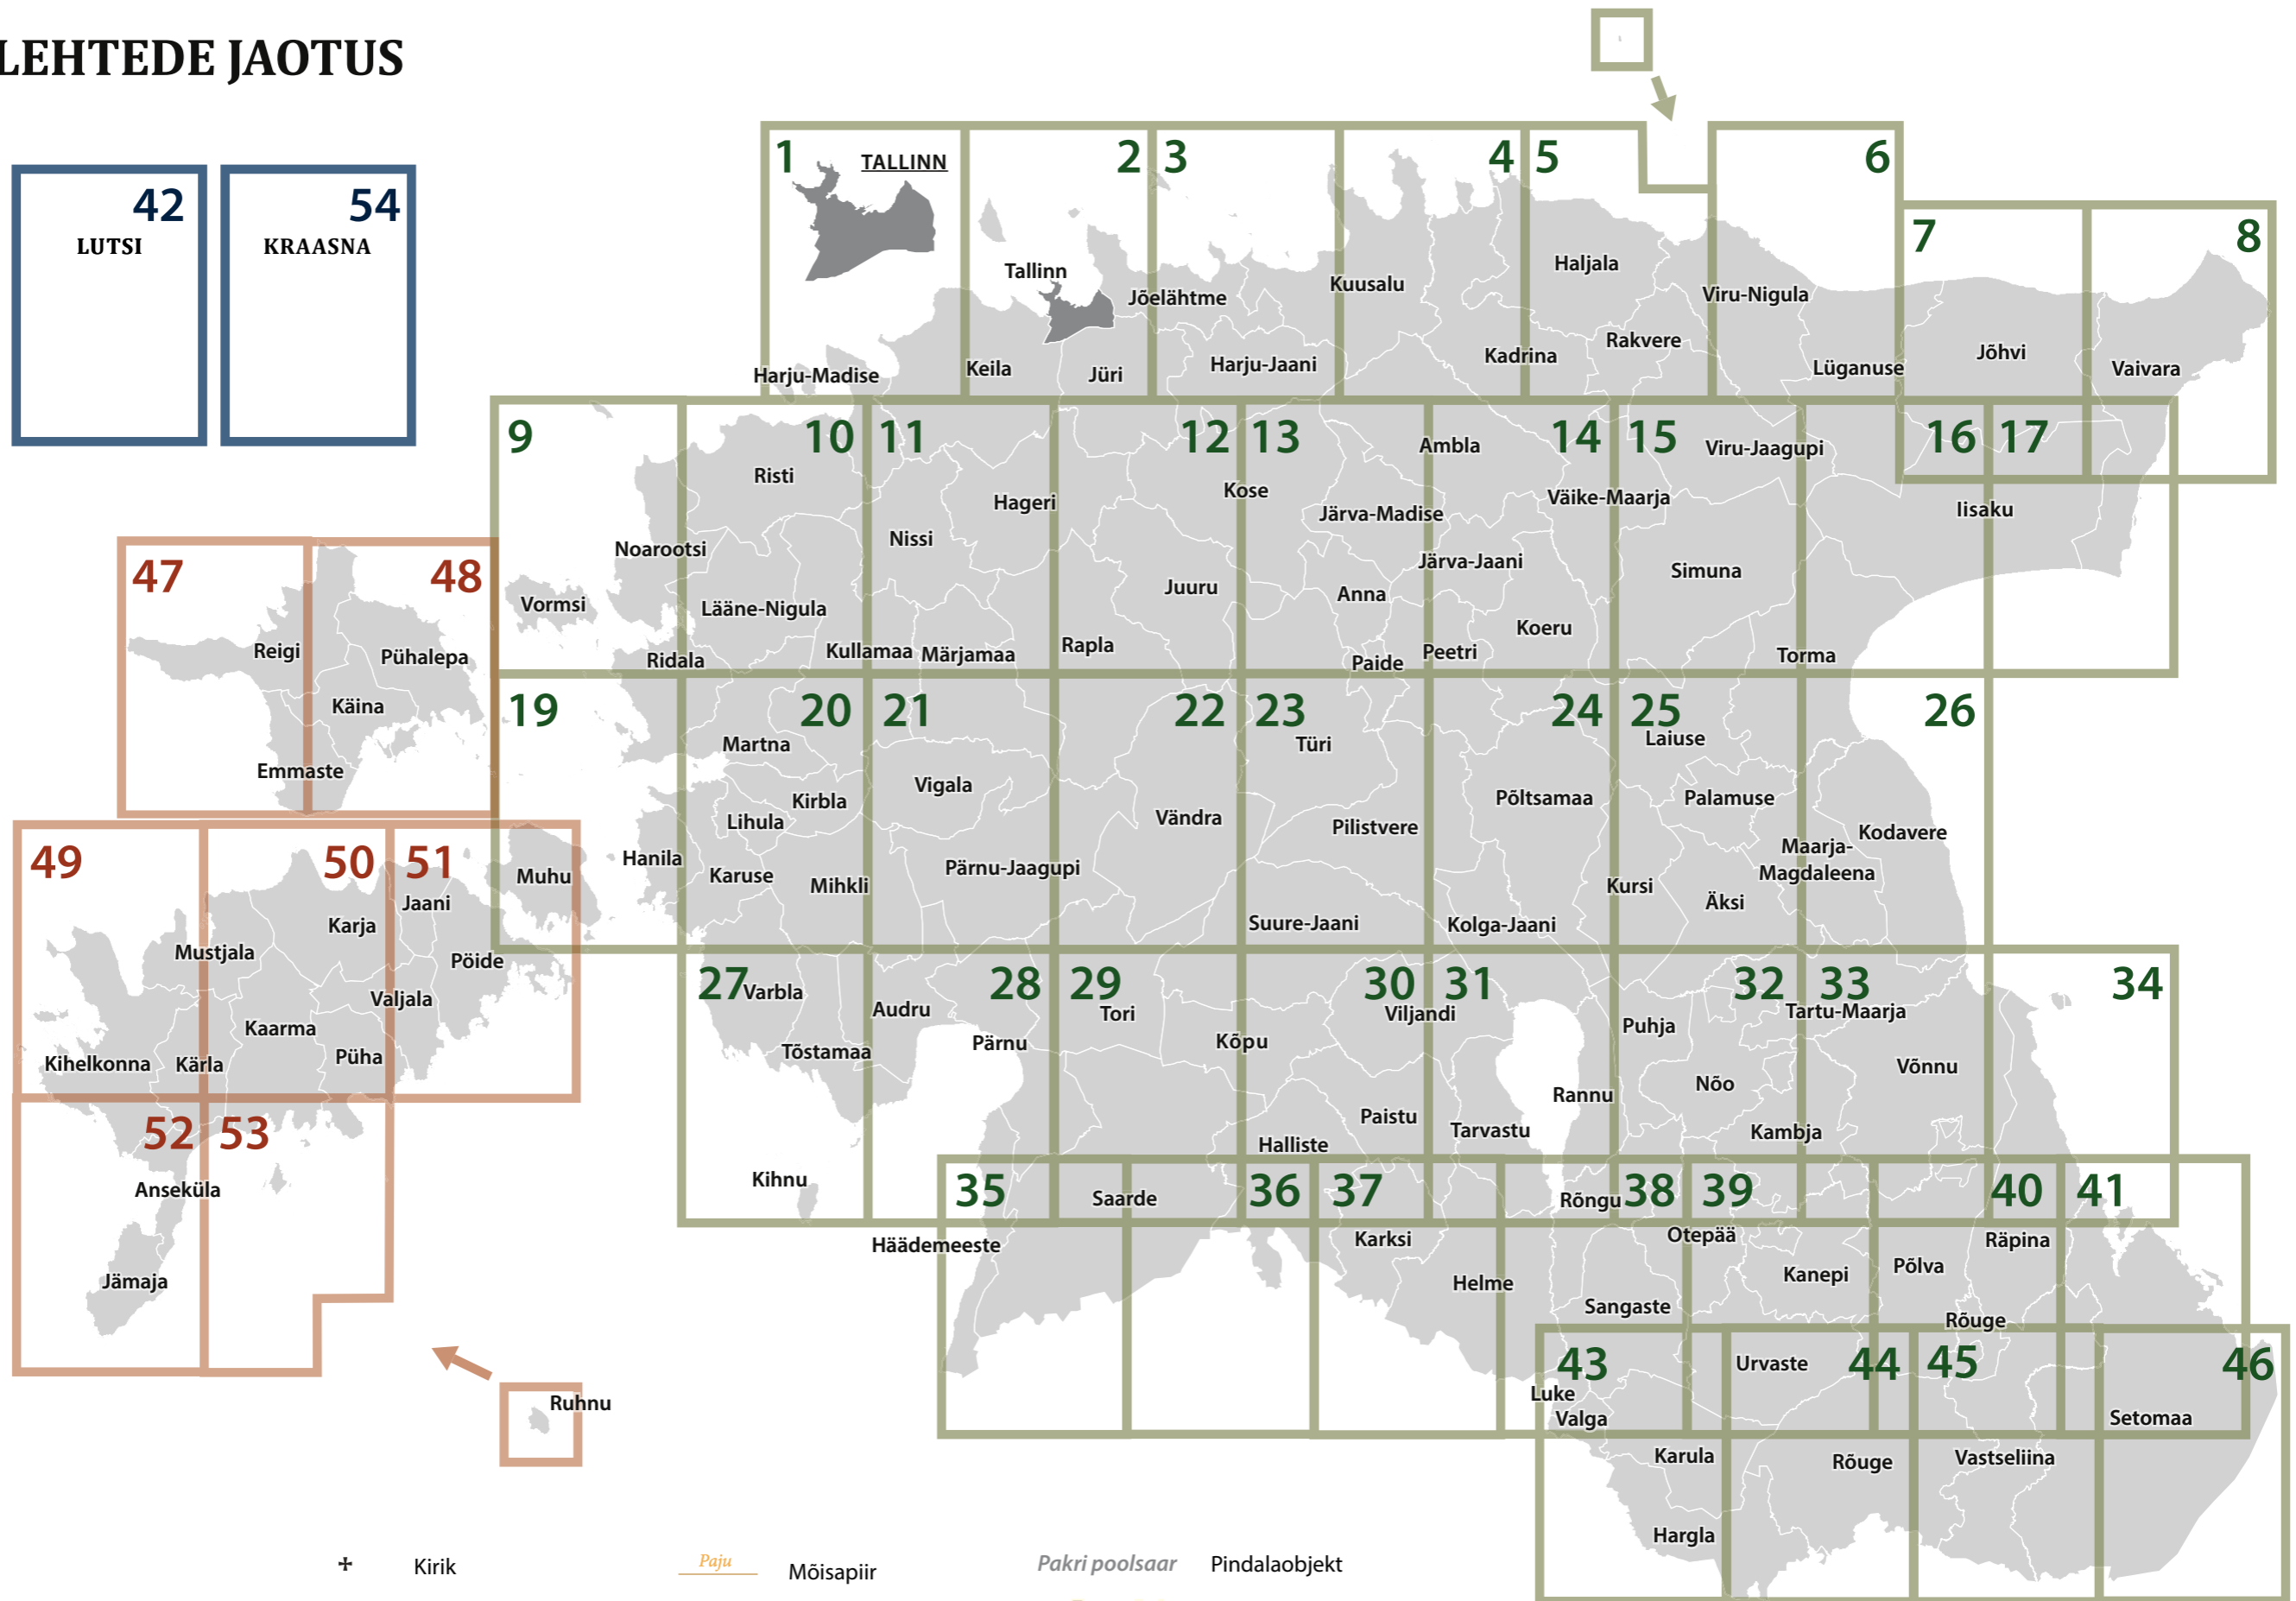 LEHTEDE JAOTUS
42
LUTSI
54
KRAASNA
1
TALLINN
2
3
4
5
6
7
8
Tallinn
Jõelähtme
Kuusalu
Haljala
Viru-Nigula
Harju-Madise
Keila
Jüri
Harju-Jaani
Kadrina
Rakvere
Lüganuse
Jõhvi
Vaivara
9
10
11
12
13
14
15
16
17
Risti
Hageri
Kose
Ambla
Viru-Jaagupi
Nissi
Järva-Madise
Väike-Maarja
Iisaku
Noarootsi
Vormsi
Lääne-Nigula
Juuru
Anna
Järva-Jaani
Simuna
Koeru
Ridala
Kullamaa
Märjamaa
Rapla
Paide
Peetri
Torma
47
48
Reigi
Pühalepa
Käina
Emmaste
19
20
21
22
23
24
25
26
Martna
Türi
Laiuse
Kirbla
Vigala
Põltsamaa
Palamuse
Lihula
Vändra
Pilistvere
Kodavere
Maarja-
Magdaleena
Hanila
Karuse
Mihkli
Pärnu-Jaagupi
Kursi
Äksi
Suure-Jaani
Kolga-Jaani
49
50
51
Muhu
Jaani
Karja
Mustjala
Pöide
Valjala
Kaarma
Püha
Kihelkonna
Kärla
27
28
29
30
31
32
33
34
Varbla
Audru
Tori
Viljandi
Puhja
Tartu-Maarja
Tõstamaa
Pärnu
Kõpu
Võnnu
Nõo
Rannu
Paistu
Tarvastu
Kambja
Halliste
Kihnu
52
53
Anseküla
Jämaja
Ruhnu
35
36
37
38
39
40
41
Saarde
Rõngu
Häädemeeste
Karksi
Otepää
Räpina
Helme
Kanepi
Põlva
Sangaste
Rõuge
43
44
45
46
Urvaste
Luke
Valga
Setomaa
Karula
Rõuge
Vastseliina
Hargla
Kirik
Paju
Mõisapiir
Pakri poolsaar
Pindalaobjekt